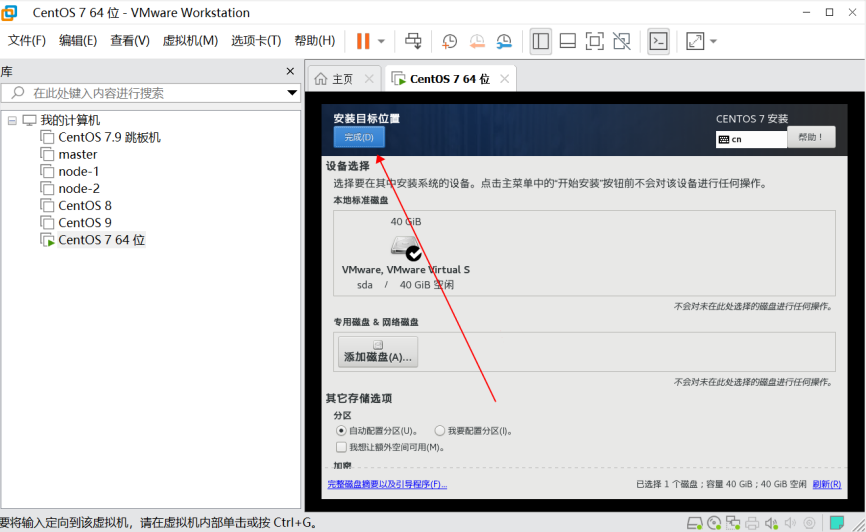 CentOS 7 64 位 - VMware Workstation
文件(F) 编辑(E) 查看(V) 虚拟机(M) 选项卡(T) 帮助(H)
库
在此处键入内容进行搜索
我的计算机
CentOS 7.9 跳板机
master
node-1
node-2
CentOS 8
CentOS 9
CentOS 7 64 位
主页
CentOS 7 64 位
安装目标位置
完成(D)
CENTOS 7 安装
cn
帮助！
设备选择
选择要在其中安装系统的设备。点击主菜单中的“开始安装”按钮前不会对该设备进行任何操作。
本地标准磁盘
40 GiB
VMware, VMware Virtual S
sda / 40 GiB 空闲
不会对未在此处选择的磁盘进行任何操作。
专用磁盘 & 网络磁盘
添加磁盘(A)...
不会对未在此处选择的磁盘进行任何操作。
其它存储选项
分区
自动配置分区(U)。 我要配置分区(I)。
我想让额外空间可用(M)。
加密
完整磁盘摘要以及引导程序(F)...
已选择 1 个磁盘；容量 40 GiB；40 GiB 空闲 刷新(R)
要将输入定向到该虚拟机，请在虚拟机内部单击或按 Ctrl+G。